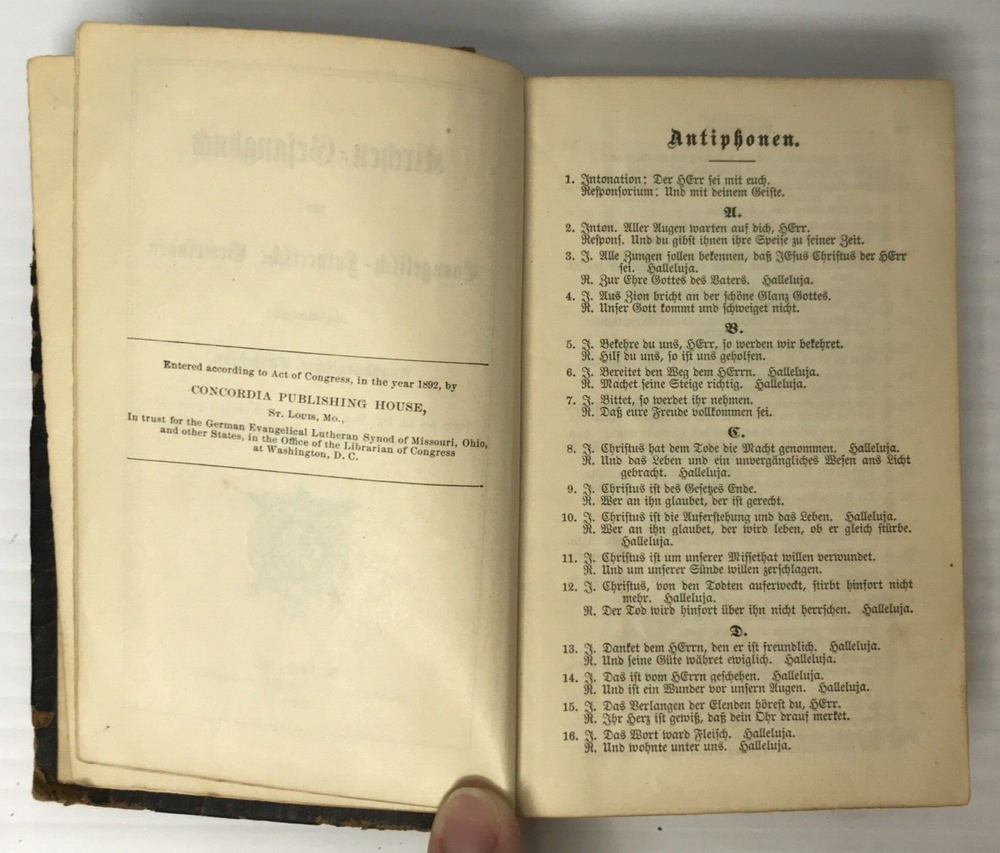 Entered according to Act of Congress, in the year 1892, by
CONCORDIA PUBLISHING HOUSE,
ST. LOUIS, MO.,
In trust for the German Evangelical Lutheran Synod of Missouri, Ohio,
and other States, in the Office of the Librarian of Congress
at Washington, D. C.
Antiphonen.
1. Intonation: Der HErr sei mit euch.
Responsorium: Und mit deinem Geiste.
A.
2. Inton. Aller Augen warten auf dich, HErr.
Respons. Und du gibst ihnen ihre Speise zu seiner Zeit.
3. I. Alle Zungen sollen bekennen, daß JEsus Christus der HErr
sei. Halleluja.
R. Zur Ehre Gottes des Vaters. Halleluja.
4. I. Aus Zion bricht an der schöne Glanz Gottes.
R. Unser Gott kommt und schweiget nicht.
B.
5. I. Bekehre du uns, HErr, so werden wir bekehret.
R. Hilf du uns, so ist uns geholfen.
6. I. Bereitet den Weg dem HErrn. Halleluja.
R. Machet seine Steige richtig. Halleluja.
7. I. Bittet, so werdet ihr nehmen.
R. Daß eure Freude vollkommen sei.
C.
8. I. Christus hat dem Tode die Macht genommen. Halleluja.
R. Und das Leben und ein unvergängliches Wesen ans Licht
gebracht. Halleluja.
9. I. Christus ist des Gesetzes Ende.
R. Wer an ihn glaubet, der ist gerecht.
10. I. Christus ist die Auferstehung und das Leben. Halleluja.
R. Wer an ihn glaubet, der wird leben, ob er gleich stürbe.
Halleluja.
11. I. Christus ist um unserer Missethat willen verwundet.
R. Und um unserer Sünde willen zerschlagen.
12. I. Christus, von den Todten auferweckt, stirbt hinfort nicht
mehr. Halleluja.
R. Der Tod wird hinfort über ihn nicht herrschen. Halleluja.
D.
13. I. Danket dem HErrn, den er ist freundlich. Halleluja.
R. Und seine Güte währet ewiglich. Halleluja.
14. I. Das ist vom HErrn geschehen. Halleluja.
R. Und ist ein Wunder vor unsern Augen. Halleluja.
15. I. Das Verlangen der Elenden hörest du, HErr.
R. Ihr Herz ist gewiß, daß dein Ohr drauf merket.
16. I. Das Wort ward Fleisch. Halleluja.
R. Und wohnte unter uns. Halleluja.